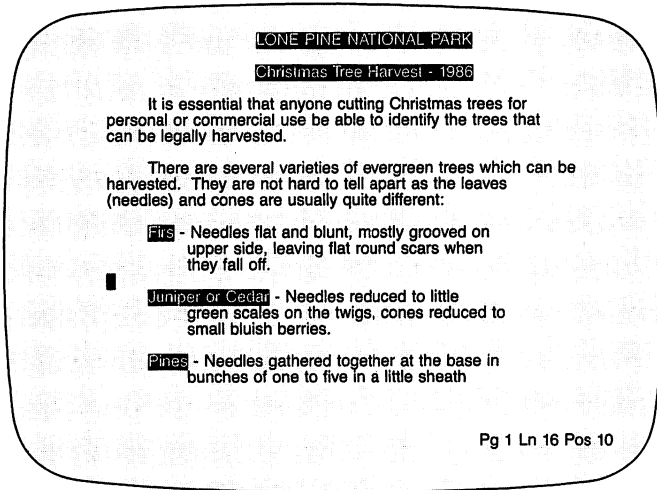 LONE PINE NATIONAL PARK
Christmas Tree Harvest - 1986
It is essential that anyone cutting Christmas trees for
personal or commercial use be able to identify the trees that
can be legally harvested.
There are several varieties of evergreen trees which can be
harvested. They are not hard to tell apart as the leaves
(needles) and cones are usually quite different:
Firs - Needles flat and blunt, mostly grooved on
upper side, leaving flat round scars when
they fall off.
Juniper or Cedar - Needles reduced to little
green scales on the twigs, cones reduced to
small bluish berries.
Pines - Needles gathered together at the base in
bunches of one to five in a little sheath
Pg 1 Ln 16 Pos 10